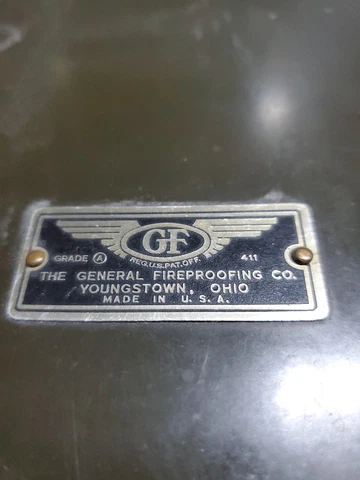 GF
REG.U.S.PAT.OFF.
GRADE A 411
THE GENERAL FIREPROOFING CO.
YOUNGSTOWN, OHIO
MADE IN U.S.A.